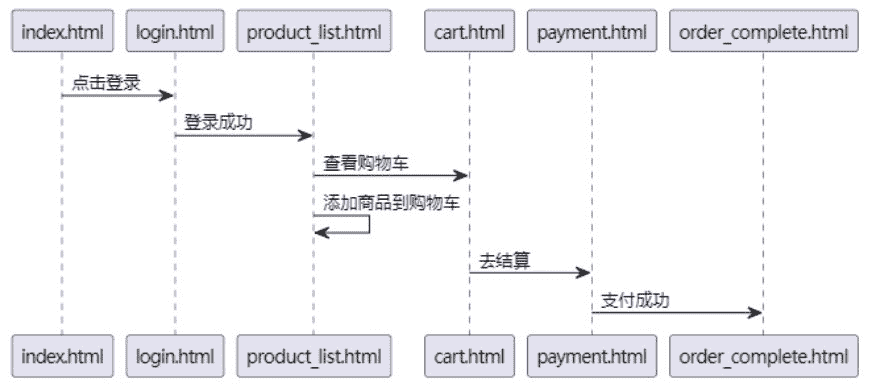 index.html
login.html
product_list.html
cart.html
payment.html
order_complete.html
点击登录
登录成功
查看购物车
添加商品到购物车
去结算
支付成功
index.html
login.html
product_list.html
cart.html
payment.html
order_complete.html